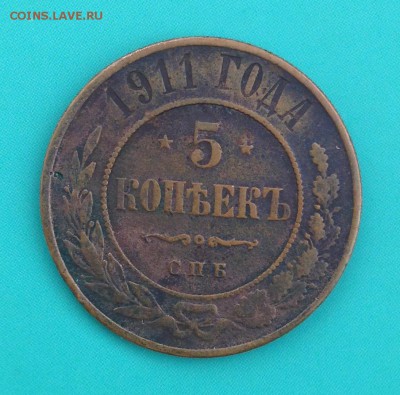 COINS.LAVE.RU
1911 ГОДА
5
КОПѢЕКЪ
СПБ